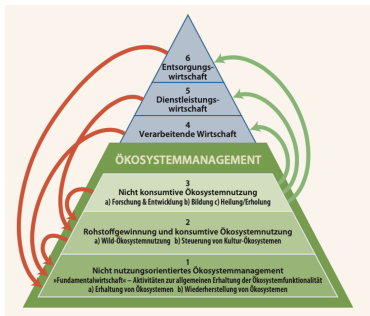 6
Entsorgungs-
wirtschaft
5
Dienstleistungs-
wirtschaft
4
Verarbeitende Wirtschaft
ÖKOSYSTEMMANAGEMENT
3
Nicht konsumtive Ökosystemnutzung
a) Forschung & Entwicklung b) Bildung c) Heilung/Erholung
2
Rohstoffgewinnung und konsumtive Ökosystemnutzung
a) Wild-Ökosystemnutzung b) Steuerung von Kultur-Ökosystemen
1
Nicht nutzungsorientiertes Ökosystemmanagement
»Fundamentalwirtschaft« – Aktivitäten zur allgemeinen Erhaltung der Ökosystemfunktionalität
a) Erhaltung von Ökosystemen b) Wiederherstellung von Ökosystemen